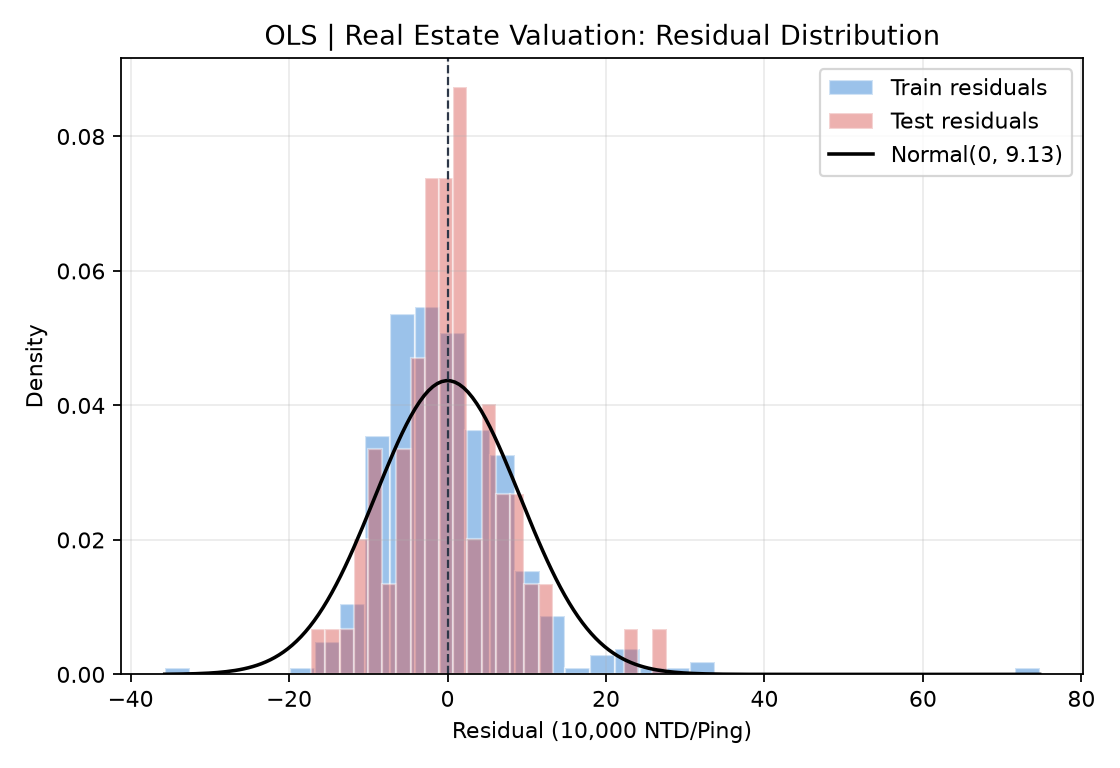 OLS | Real Estate Valuation: Residual Distribution
Train residuals
Test residuals
Normal(0, 9.13)
Density
0.08
0.06
0.04
0.02
0.00
−40
−20
0
20
40
60
80
Residual (10,000 NTD/Ping)